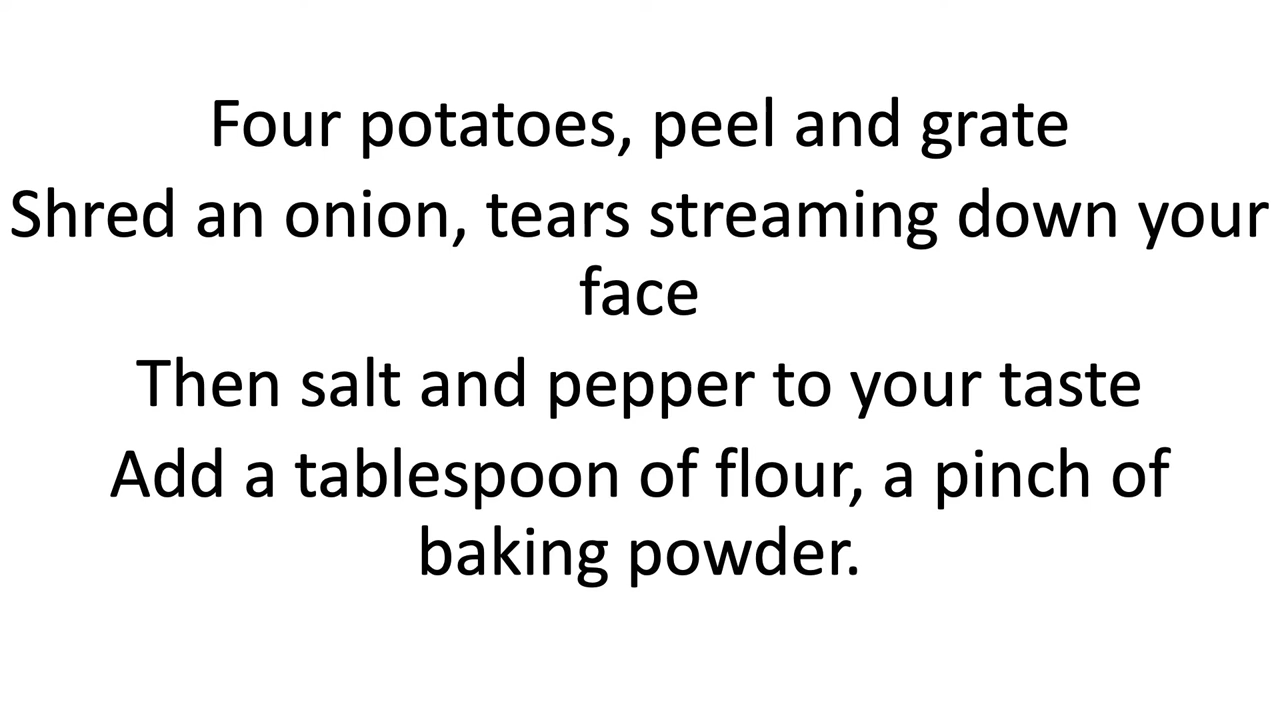 Four potatoes, peel and grate
Shred an onion, tears streaming down your
face
Then salt and pepper to your taste
Add a tablespoon of flour, a pinch of
baking powder.